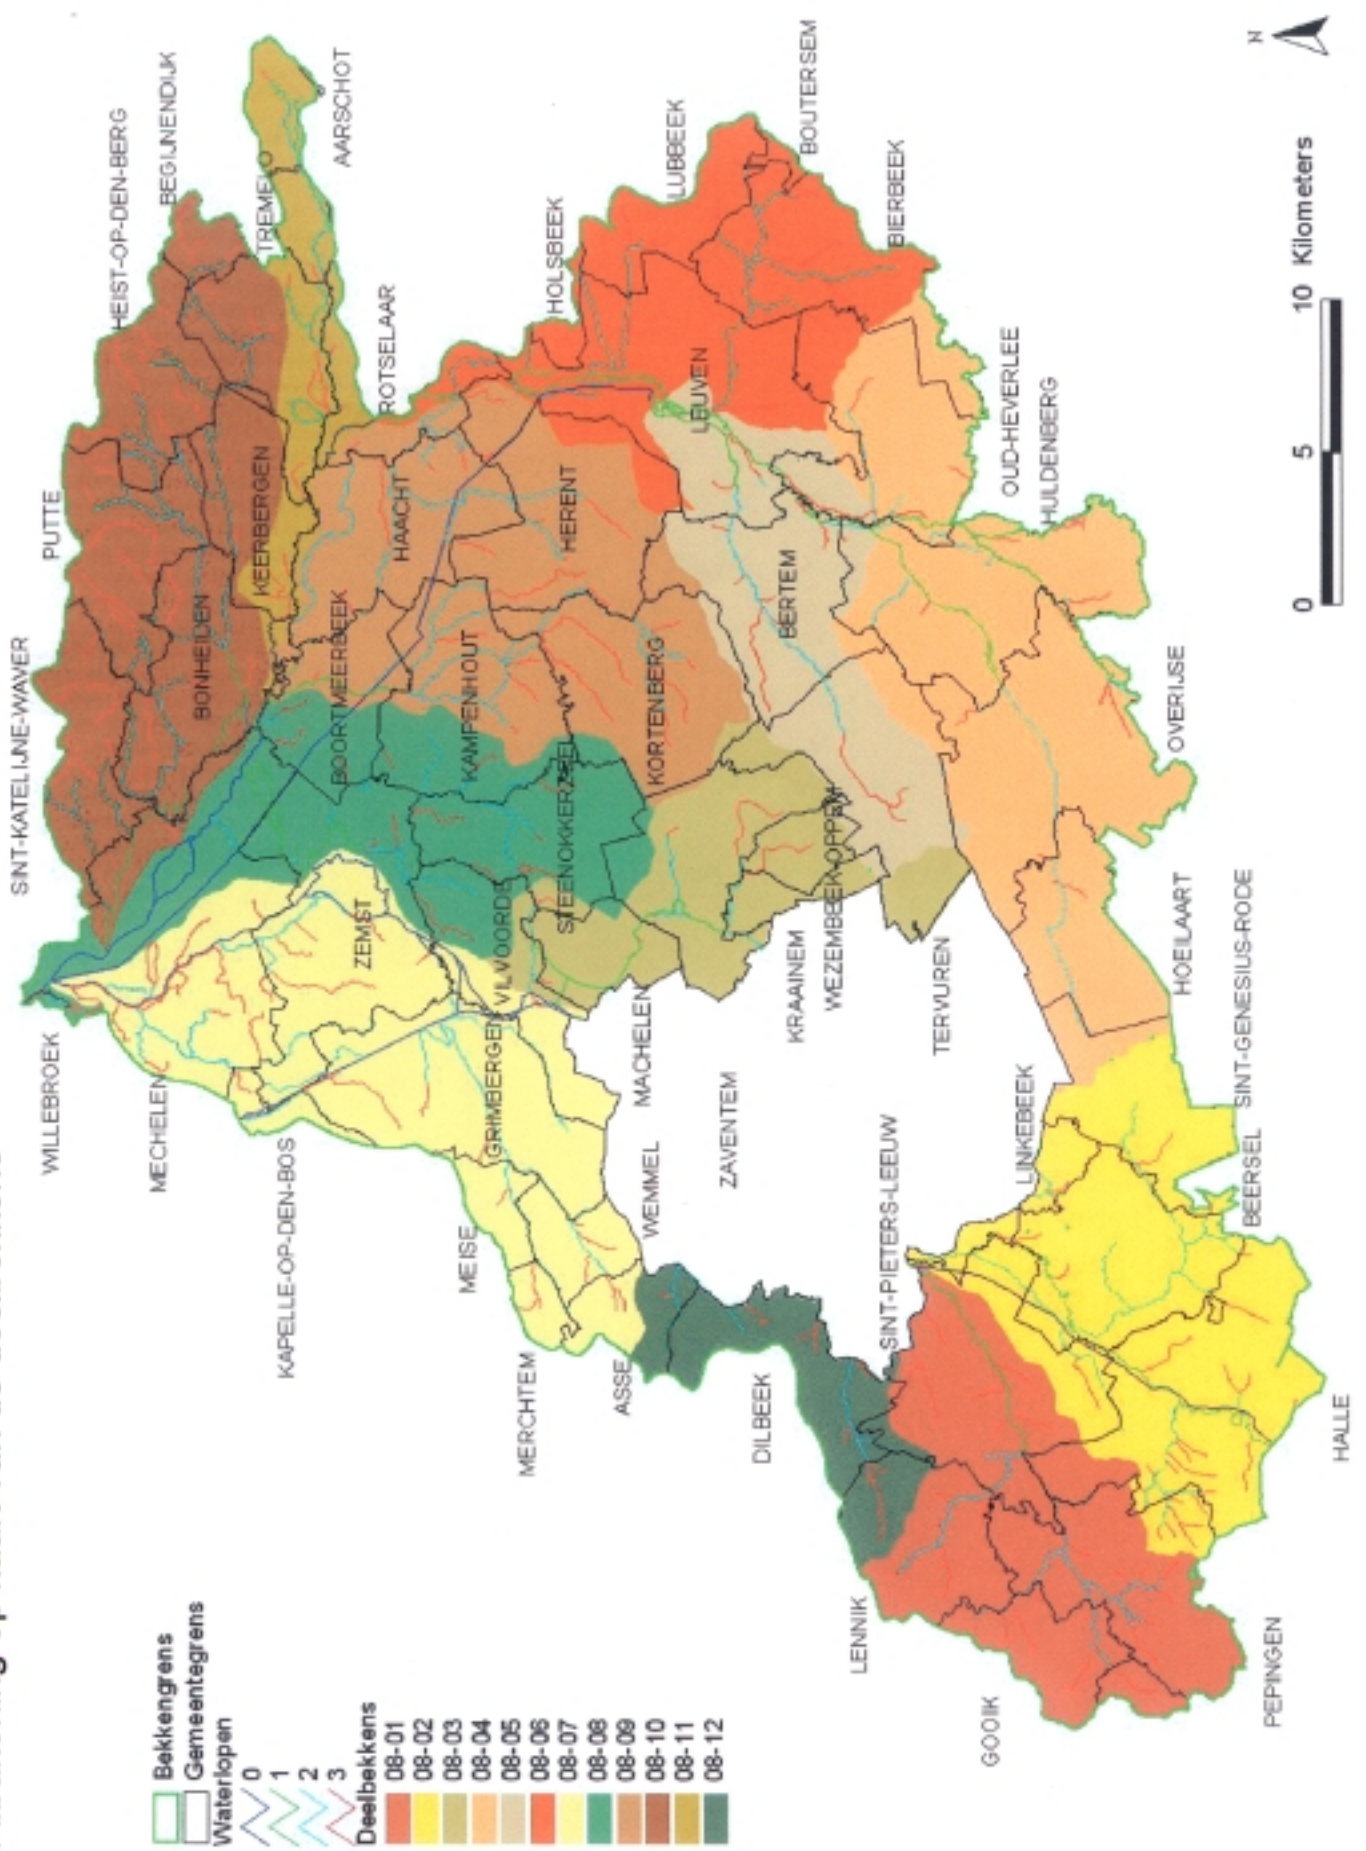 SINT-KATELIJNE-WAVER
PUTTE
HEIST-OP-DEN-BERG
BEGIJNENDIJK
TREMELO
AARSCHOT
WILLEBROEK
MECHELEN
BONHEIDEN
KEERBERGEN
ROTSELAAR
KAPELLE-OP-DEN-BOS
ZEMST
BOORTMEERBEEK
HAACHT
HOLSBEEK
MEISE
GRIMBERGEN
VILVOORDE
KAMPENHOUT
HERENT
LUBBEEK
MERCHTEM
STEENOKKERZEEL
LEUVEN
BOUTERSEM
ASSE
WEMMEL
MACHELEN
KORTENBERG
BERTEM
BIERBEEK
DILBEEK
ZAVENTEM
KRAAINEM
WEZEMBEEK-OPPEM
OUD-HEVERLEE
HULDENBERG
LENNIK
SINT-PIETERS-LEEUW
TERVUREN
GOOIK
LINKEBEEK
HOEILAART
OVERIJSE
PEPINGEN
HALLE
BEERSEL
SINT-GENESIUS-RODE
Bekkengrens
Gemeentegrens
Waterlopen
0
1
2
3
Deelbekkens
08-01
08-02
08-03
08-04
08-05
08-06
08-07
08-08
08-09
08-10
08-11
08-12
0 5 10 Kilometers
N